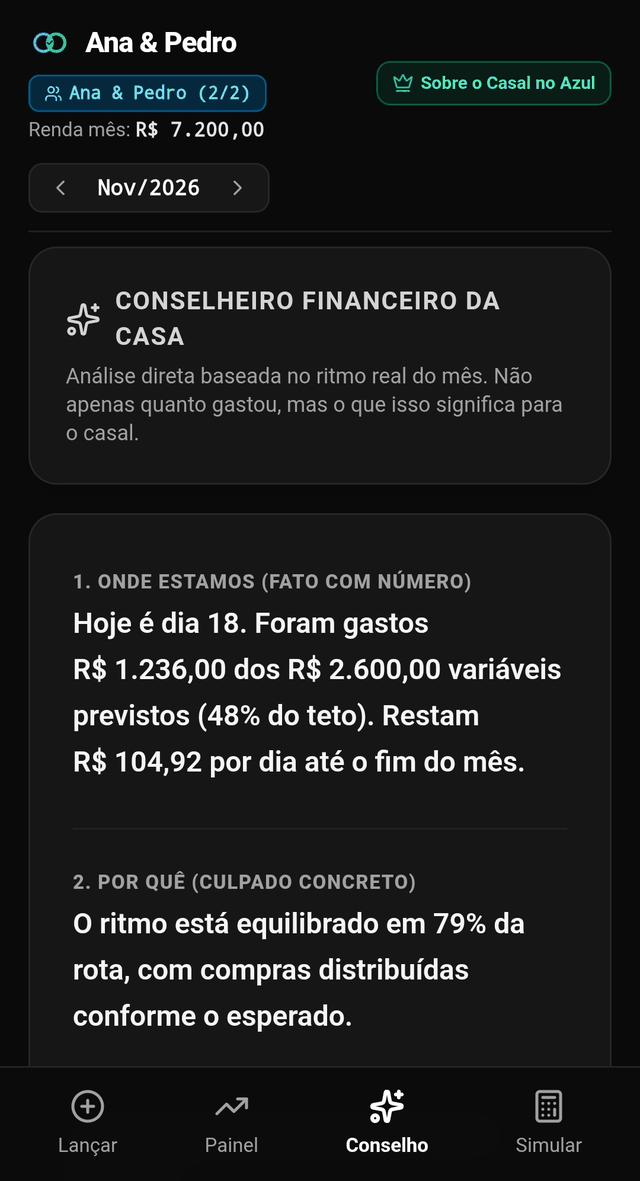 Ana & Pedro
Ana & Pedro (2/2)
Sobre o Casal no Azul
Renda mês: R$ 7.200,00
Nov/2026
CONSELHEIRO FINANCEIRO DA
CASA
Análise direta baseada no ritmo real do mês. Não
apenas quanto gastou, mas o que isso significa para
o casal.
1. ONDE ESTAMOS (FATO COM NÚMERO)
Hoje é dia 18. Foram gastos
R$ 1.236,00 dos R$ 2.600,00 variáveis
previstos (48% do teto). Restam
R$ 104,92 por dia até o fim do mês.
2. POR QUÊ (CULPADO CONCRETO)
O ritmo está equilibrado em 79% da
rota, com compras distribuídas
conforme o esperado.
Lançar
Painel
Conselho
Simular